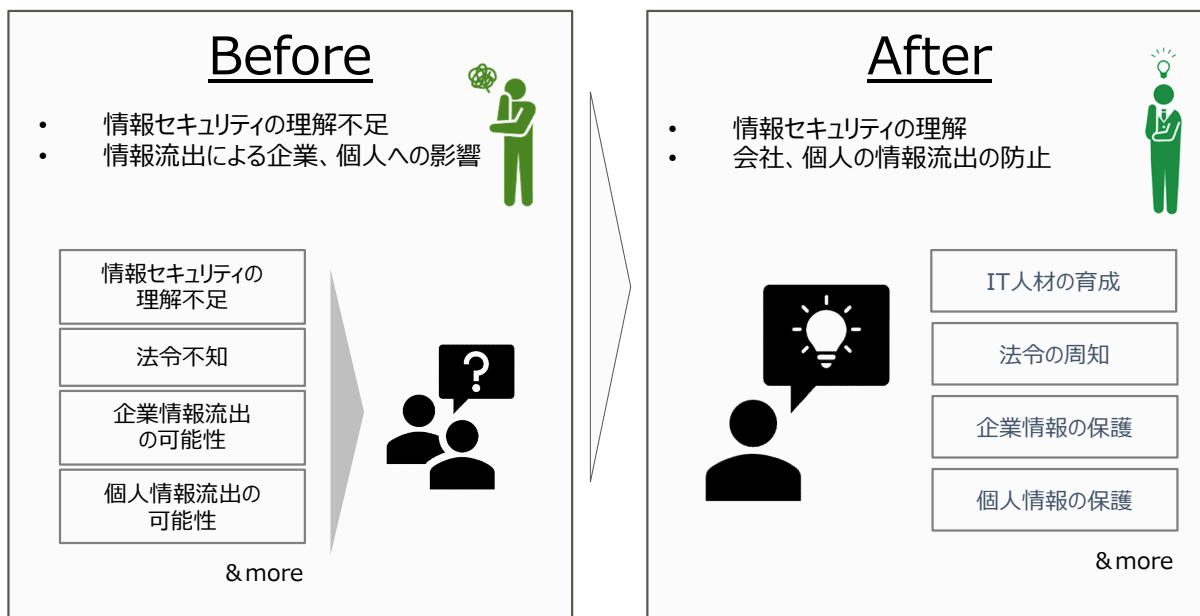 Before
• 情報セキュリティの理解不足
• 情報流出による企業、個人への影響
情報セキュリティの
理解不足
法令不知
企業情報流出
の可能性
個人情報流出の
可能性
＆more
?
After
• 情報セキュリティの理解
• 会社、個人の情報流出の防止
IT人材の育成
法令の周知
企業情報の保護
個人情報の保護
＆more